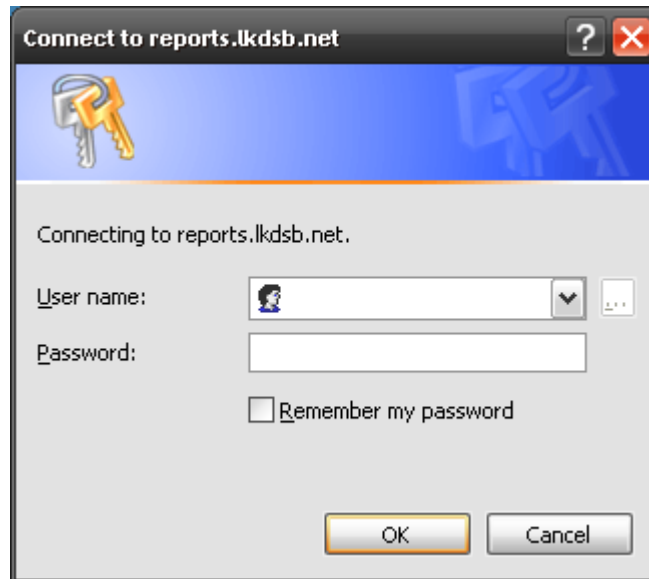 Connect to reports.lkdsb.net
?
Connecting to reports.lkdsb.net.
User name:
...
Password:
Remember my password
OK Cancel